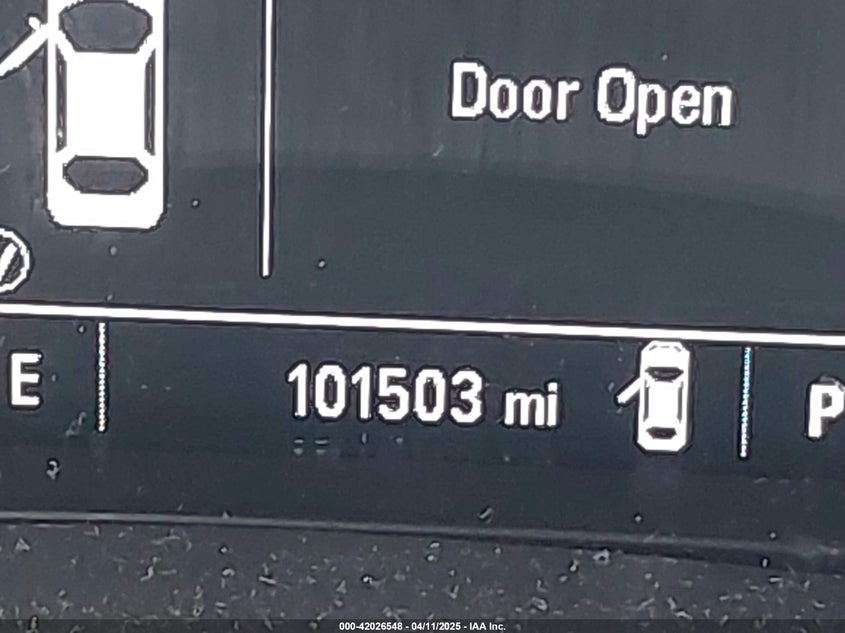 Door Open
E 101503 mi P
000-42026548 - 04/11/2025 - IAA Inc.